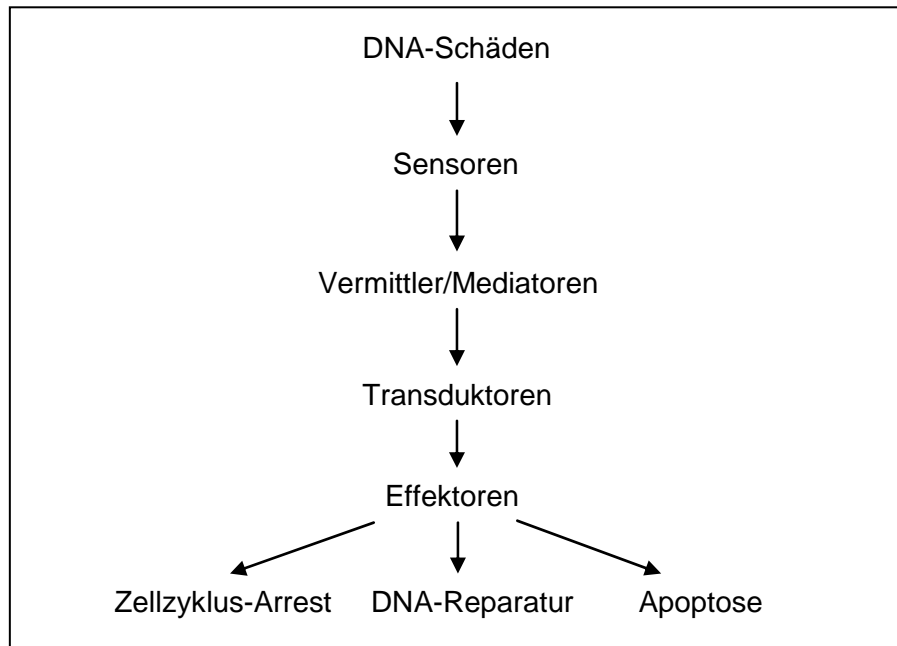 DNA-Schäden
Sensoren
Vermittler/Mediatoren
Transduktoren
Effektoren
Zellzyklus-Arrest DNA-Reparatur Apoptose